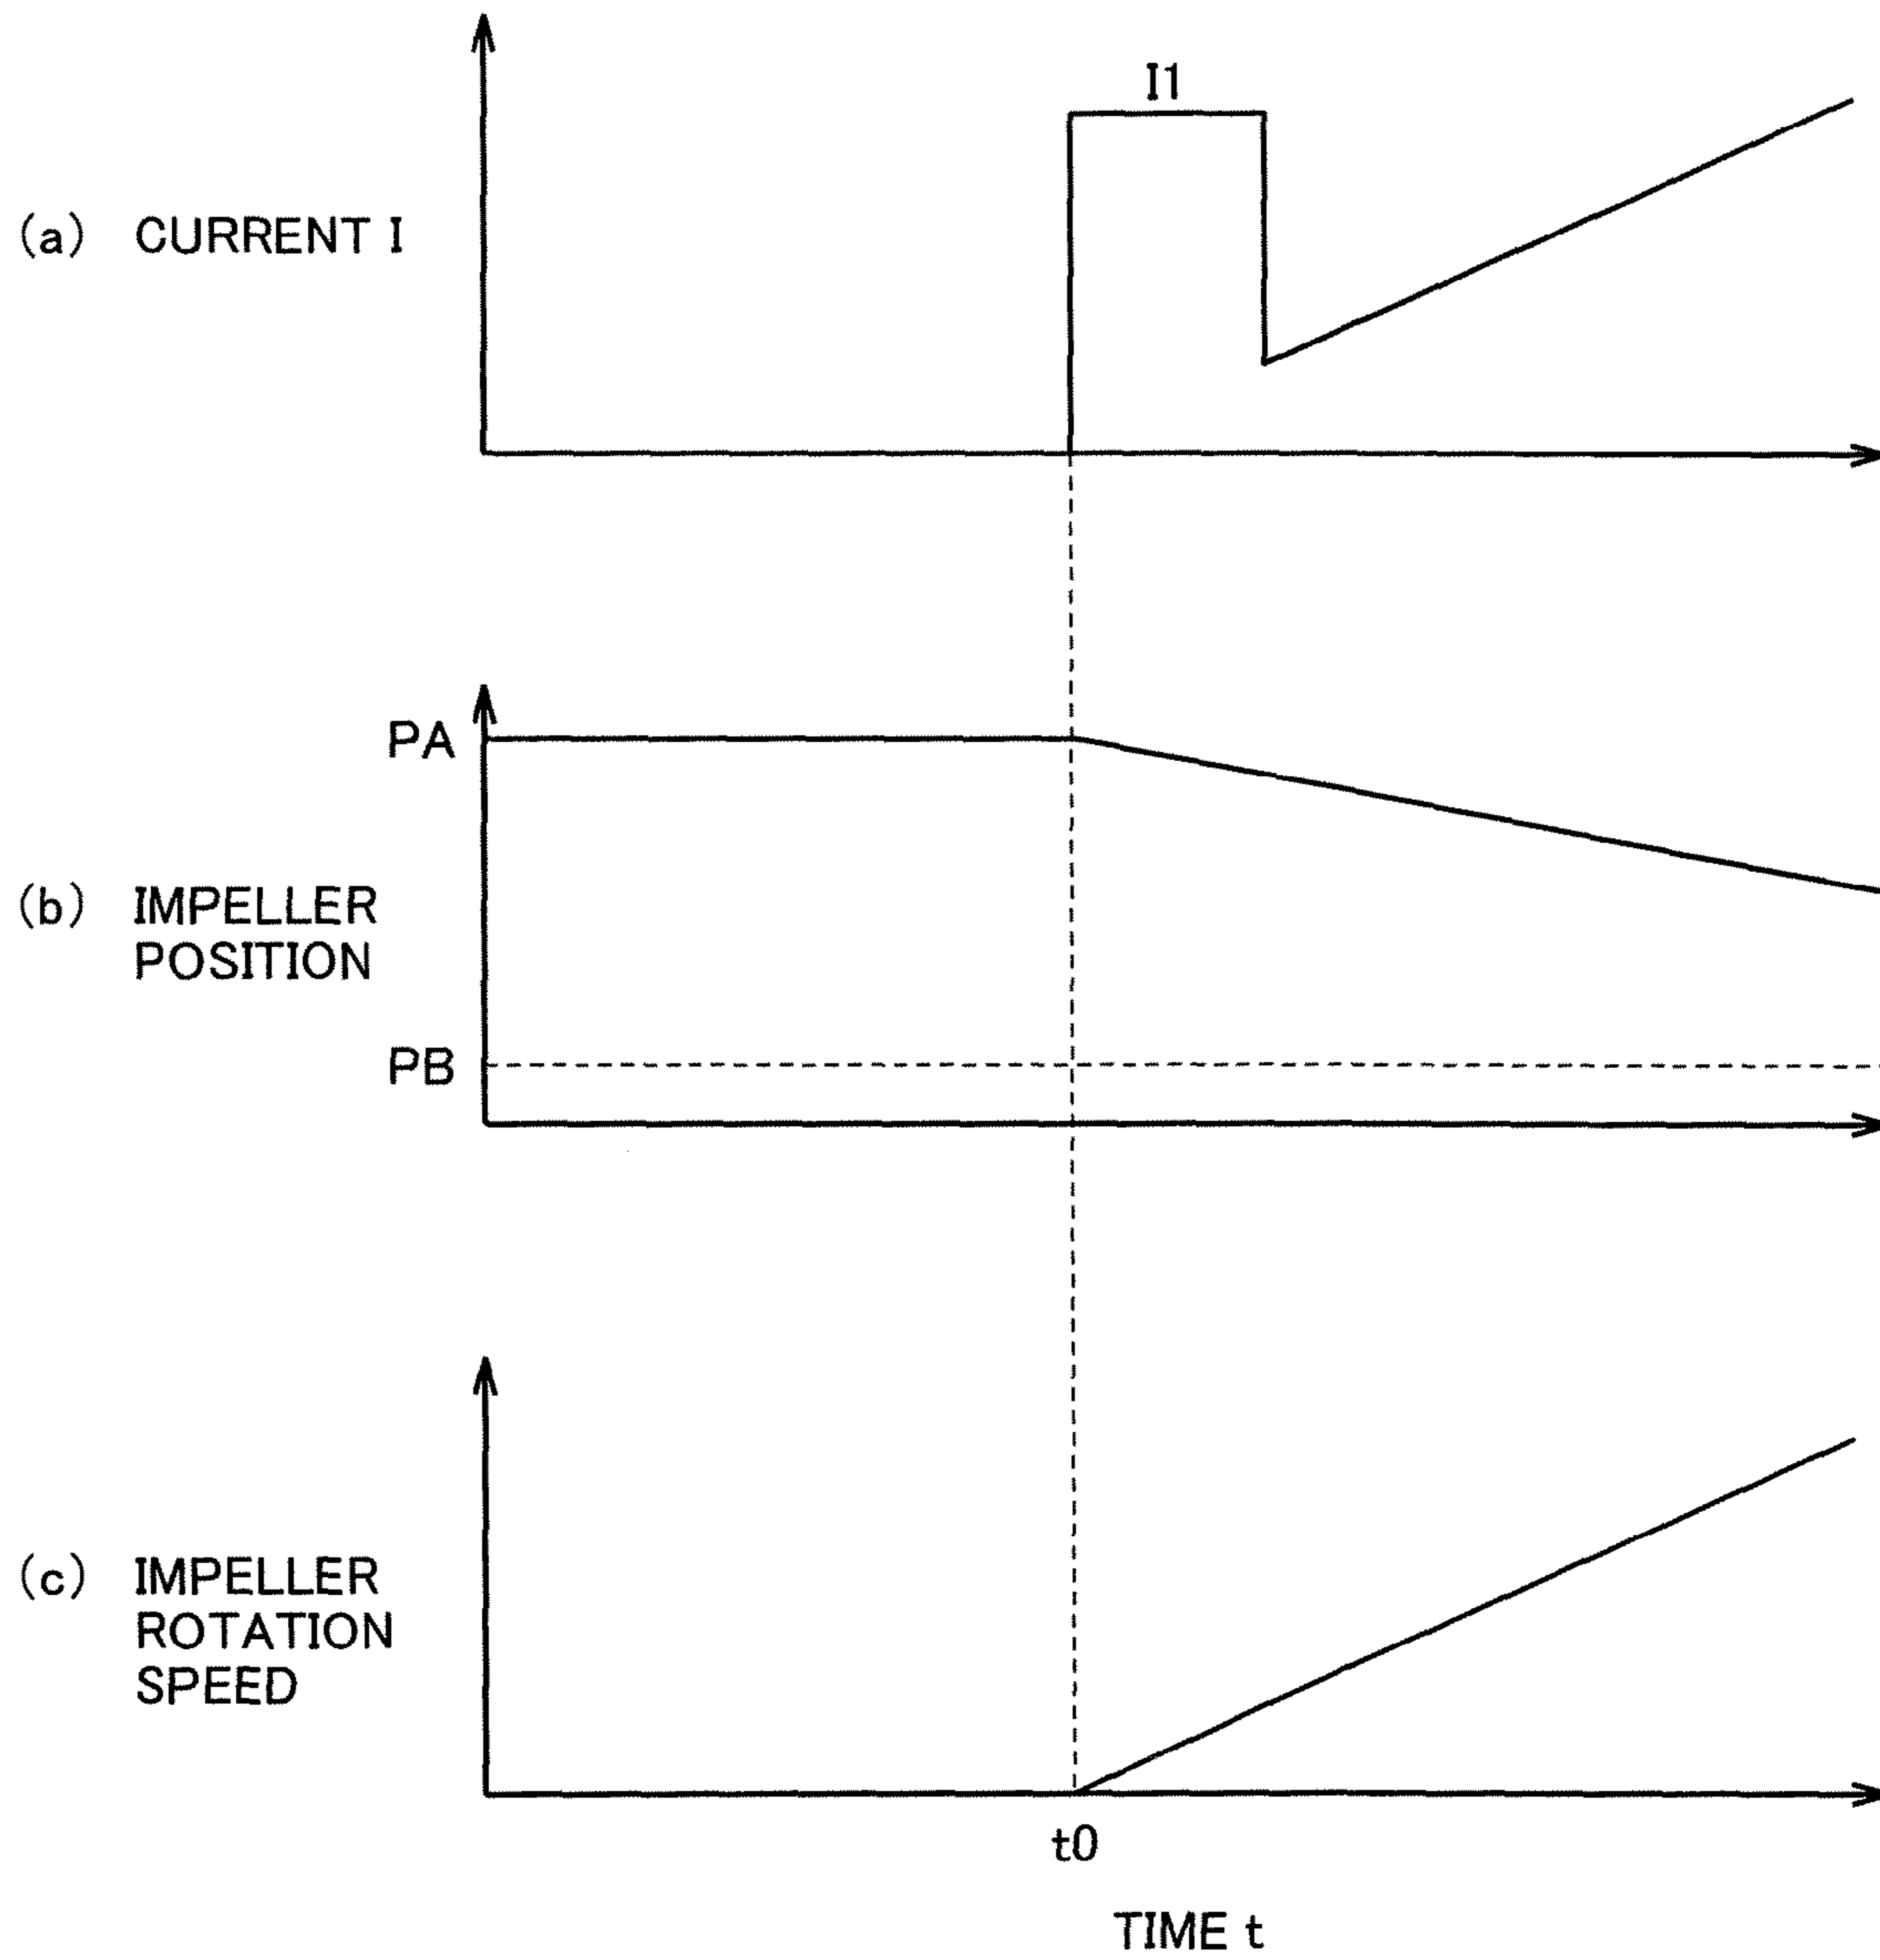 I1
(a) CURRENT I
PA
(b) IMPELLER
POSITION
PB
(c) IMPELLER
ROTATION
SPEED
t0
TIME t